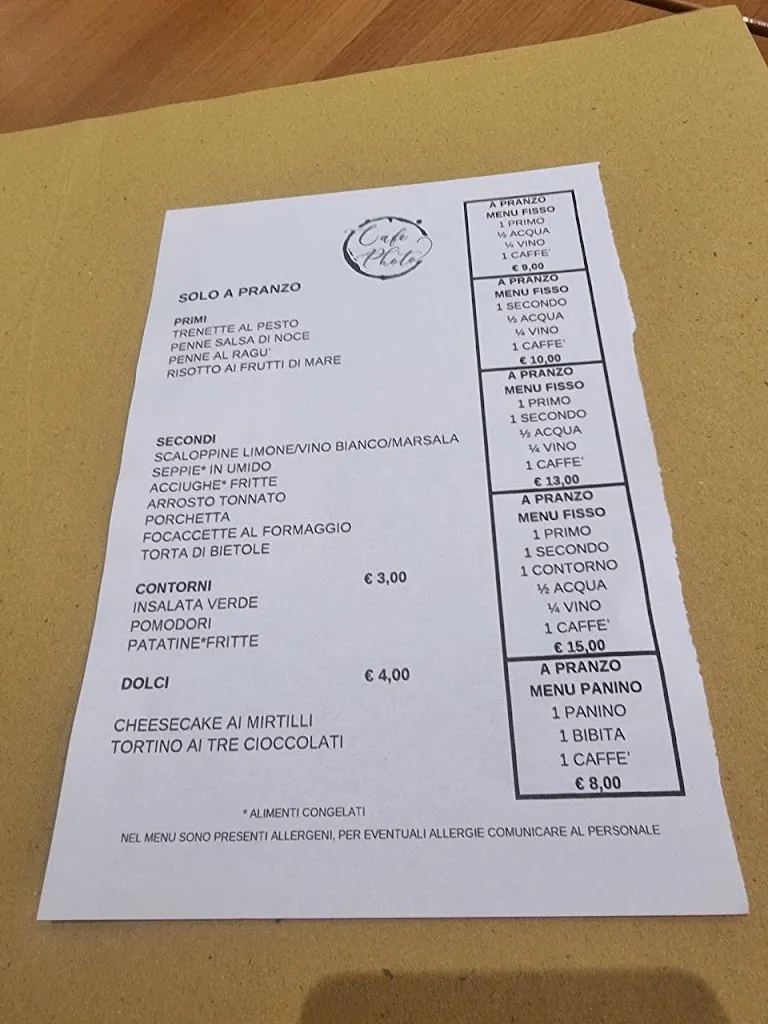 Cafe
Photo
SOLO A PRANZO
PRIMI
TRENETTE AL PESTO
PENNE SALSA DI NOCE
PENNE AL RAGU'
RISOTTO AI FRUTTI DI MARE
SECONDI
SCALOPPINE LIMONE/VINO BIANCO/MARSALA
SEPPIE* IN UMIDO
ACCIUGHE* FRITTE
ARROSTO TONNATO
PORCHETTA
FOCACCETTE AL FORMAGGIO
TORTA DI BIETOLE
CONTORNI € 3,00
INSALATA VERDE
POMODORI
PATATINE*FRITTE
DOLCI € 4,00
CHEESECAKE AI MIRTILLI
TORTINO AI TRE CIOCCOLATI
A PRANZO
MENU FISSO
1 PRIMO
½ ACQUA
¼ VINO
1 CAFFE'
€ 9,00
A PRANZO
MENU FISSO
1 SECONDO
½ ACQUA
¼ VINO
1 CAFFE'
€ 10,00
A PRANZO
MENU FISSO
1 PRIMO
1 SECONDO
½ ACQUA
¼ VINO
1 CAFFE'
€ 13,00
A PRANZO
MENU FISSO
1 PRIMO
1 SECONDO
1 CONTORNO
½ ACQUA
¼ VINO
1 CAFFE'
€ 15,00
A PRANZO
MENU PANINO
1 PANINO
1 BIBITA
1 CAFFE'
€ 8,00
* ALIMENTI CONGELATI
NEL MENU SONO PRESENTI ALLERGENI, PER EVENTUALI ALLERGIE COMUNICARE AL PERSONALE